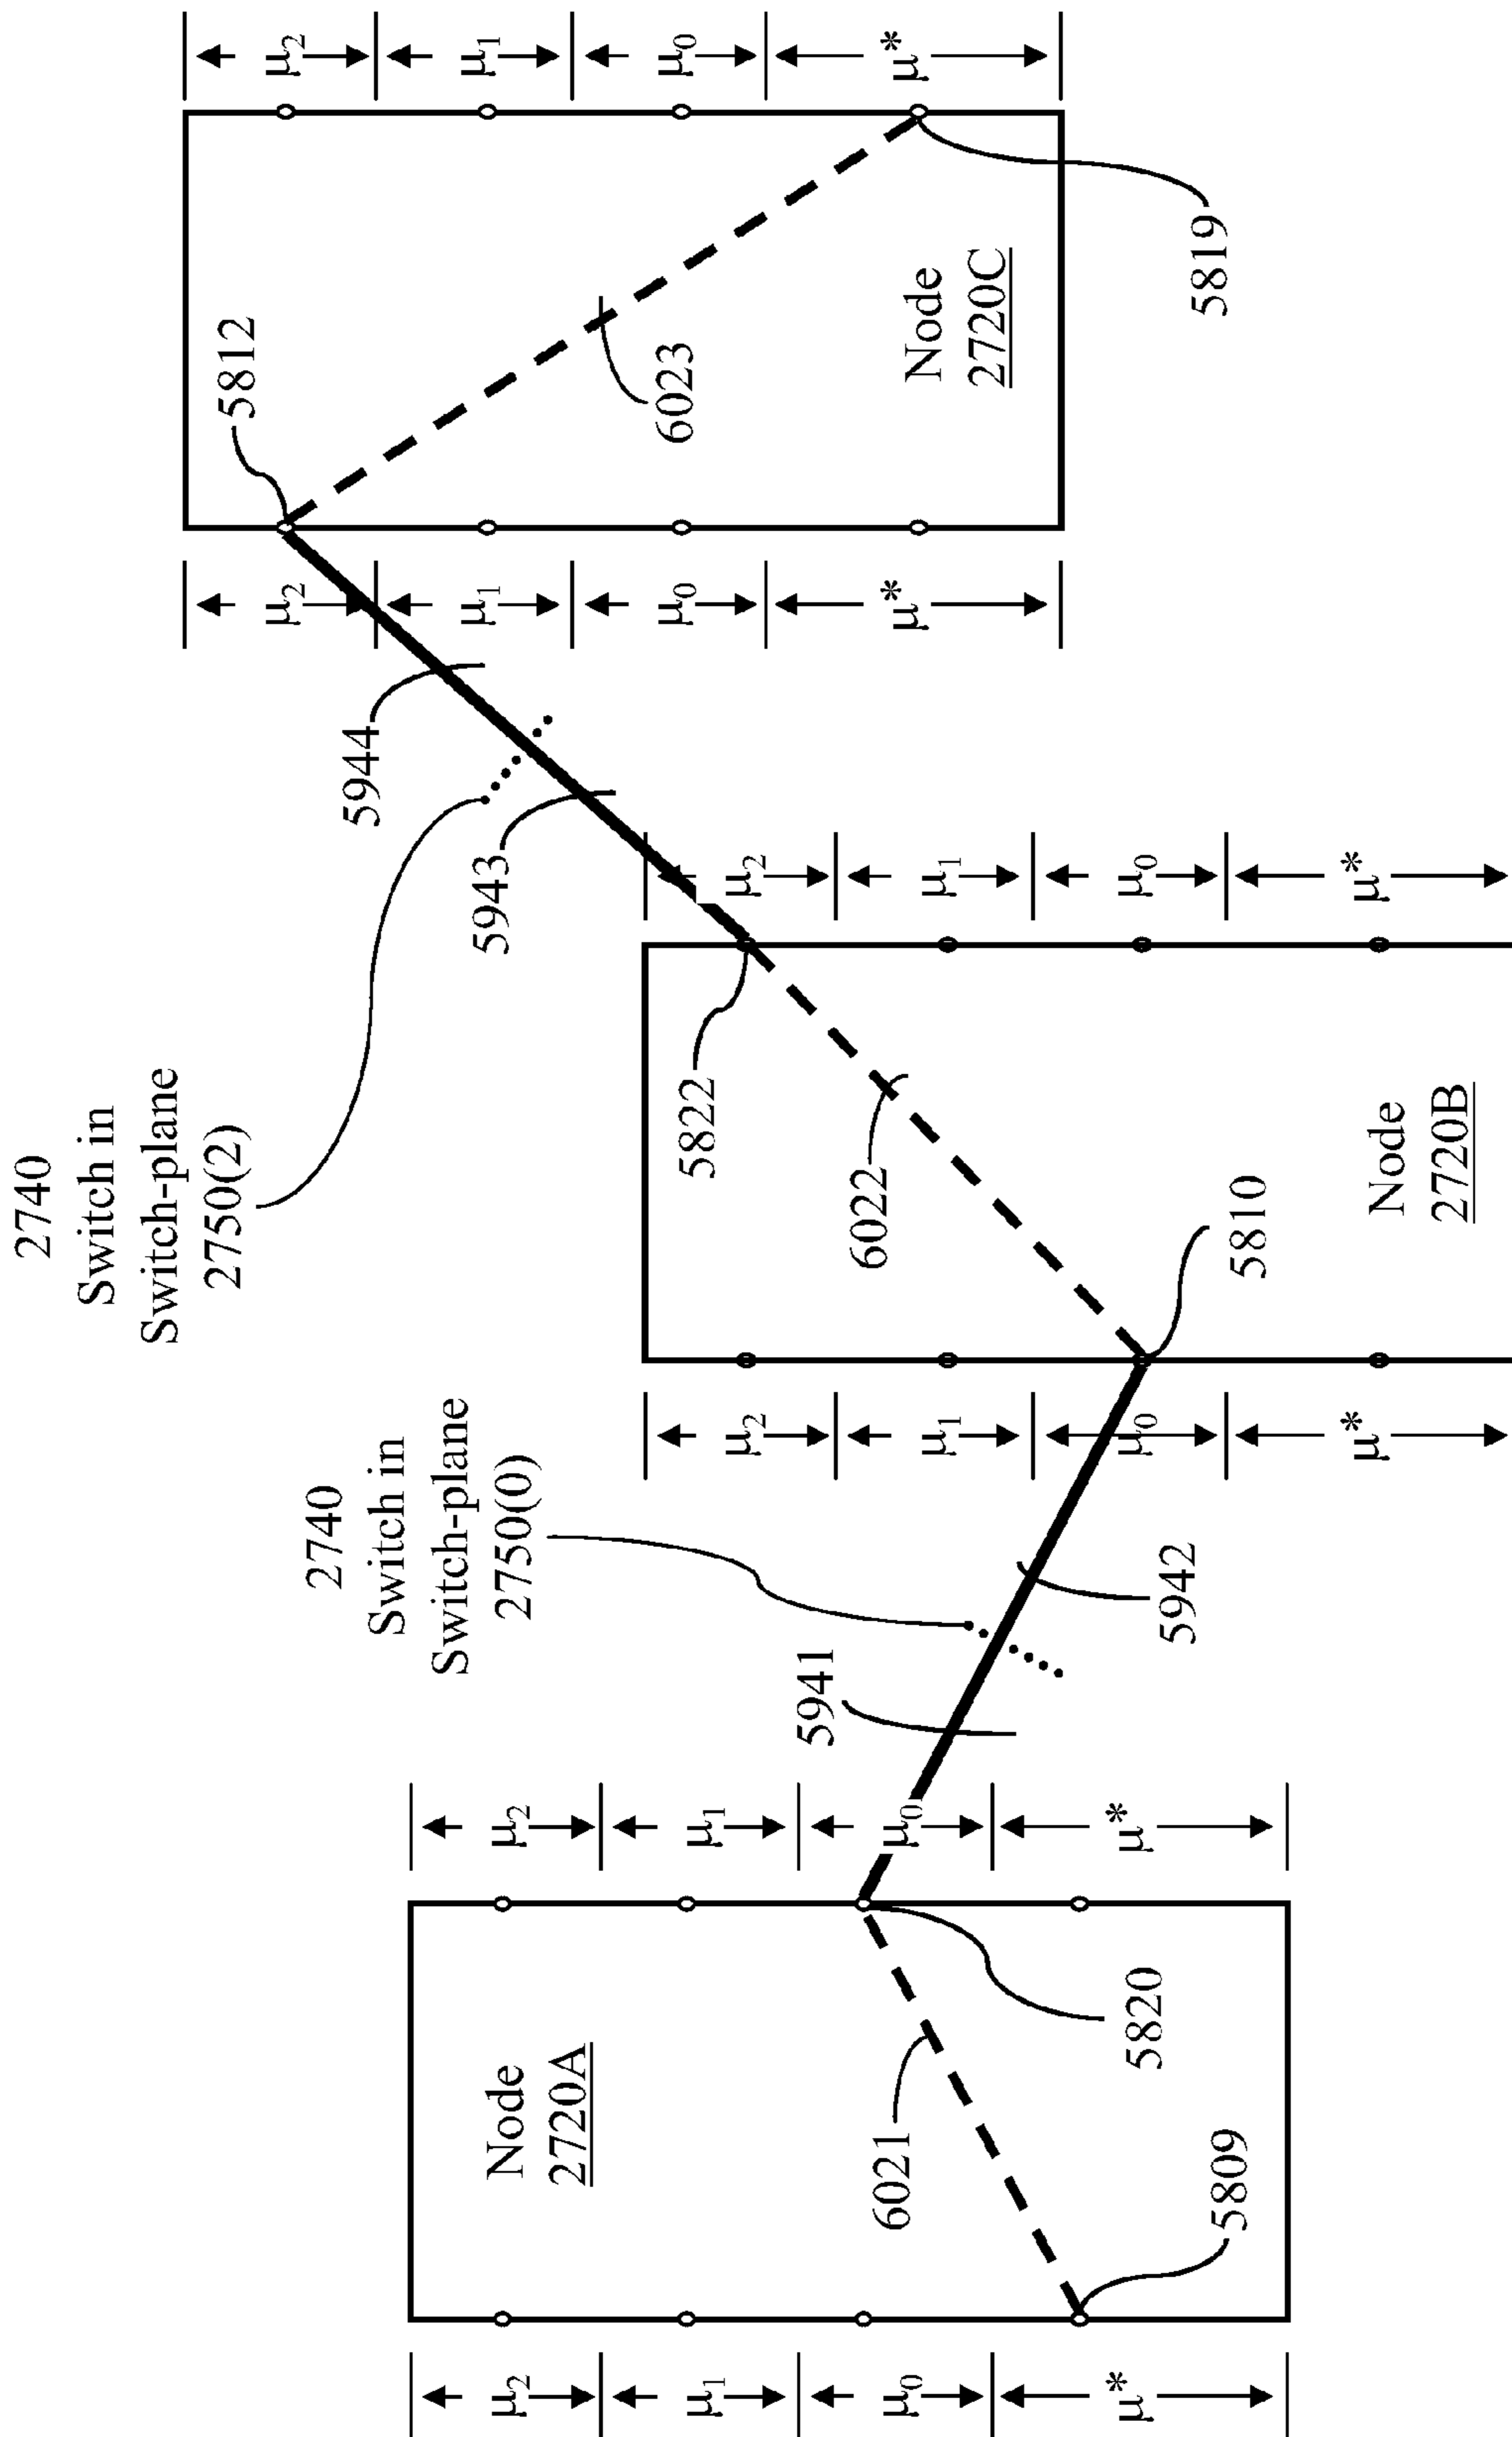 2740
Switch in
Switch-plane
2750(2)
2740
Switch in
Switch-plane
2750(0)
μ2
μ1
μ0
μ*
Node
2720A
6021
5809
5820
μ2
μ1
μ0
μ*
5941
5942
μ2
μ1
μ0
μ*
5810
6022
5822
Node
2720B
μ2
μ1
μ0
μ*
5943
5944
μ2
μ1
μ0
μ*
5812
6023
Node
2720C
5819
μ2
μ1
μ0
μ*